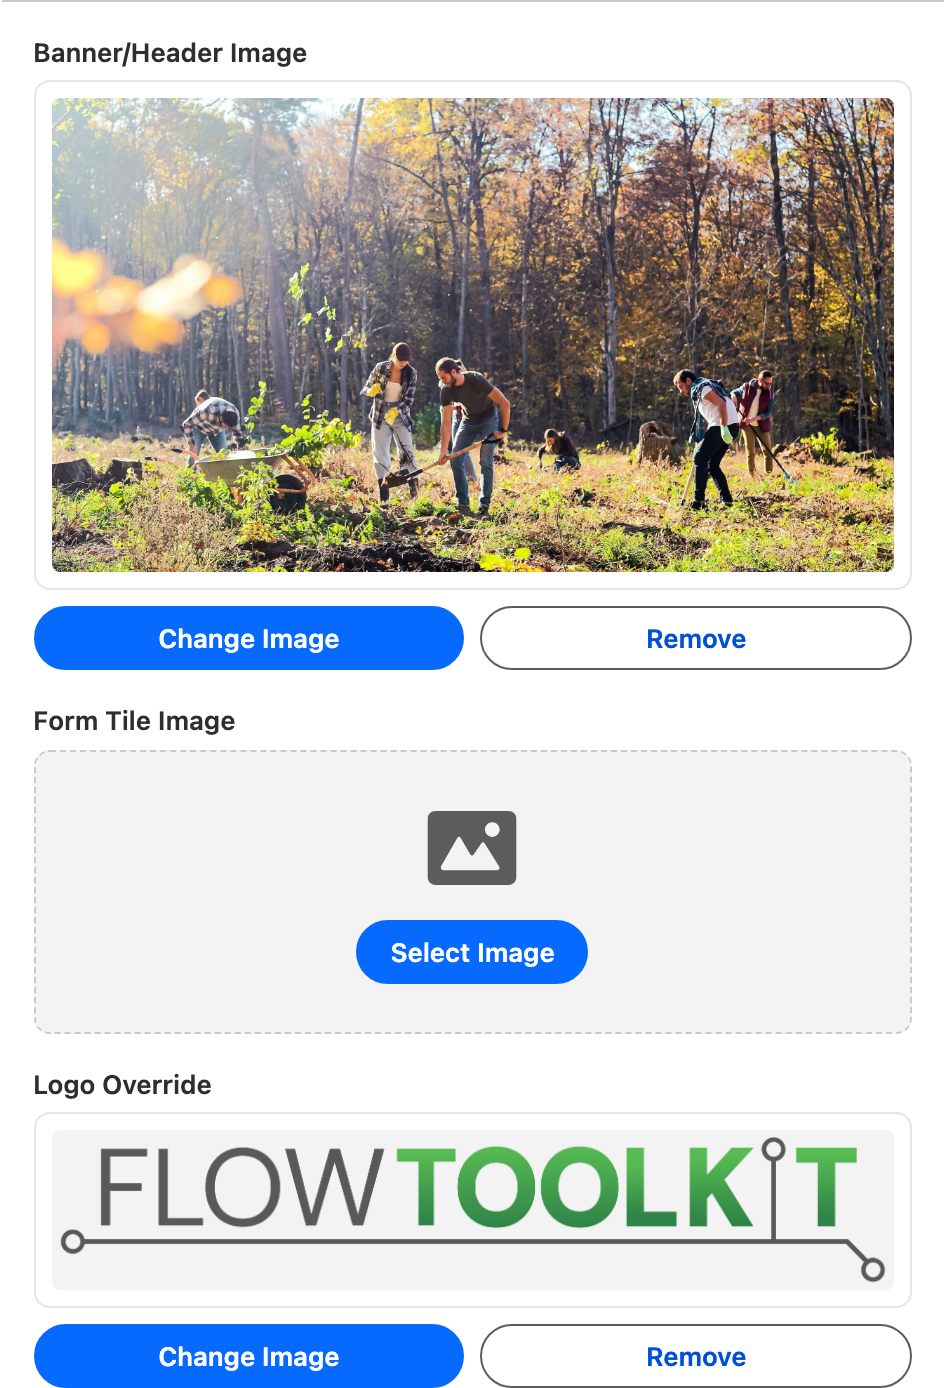 Banner/Header Image
Change Image
Remove
Form Tile Image
Select Image
Logo Override
FLOWTOOLKIT
Change Image
Remove